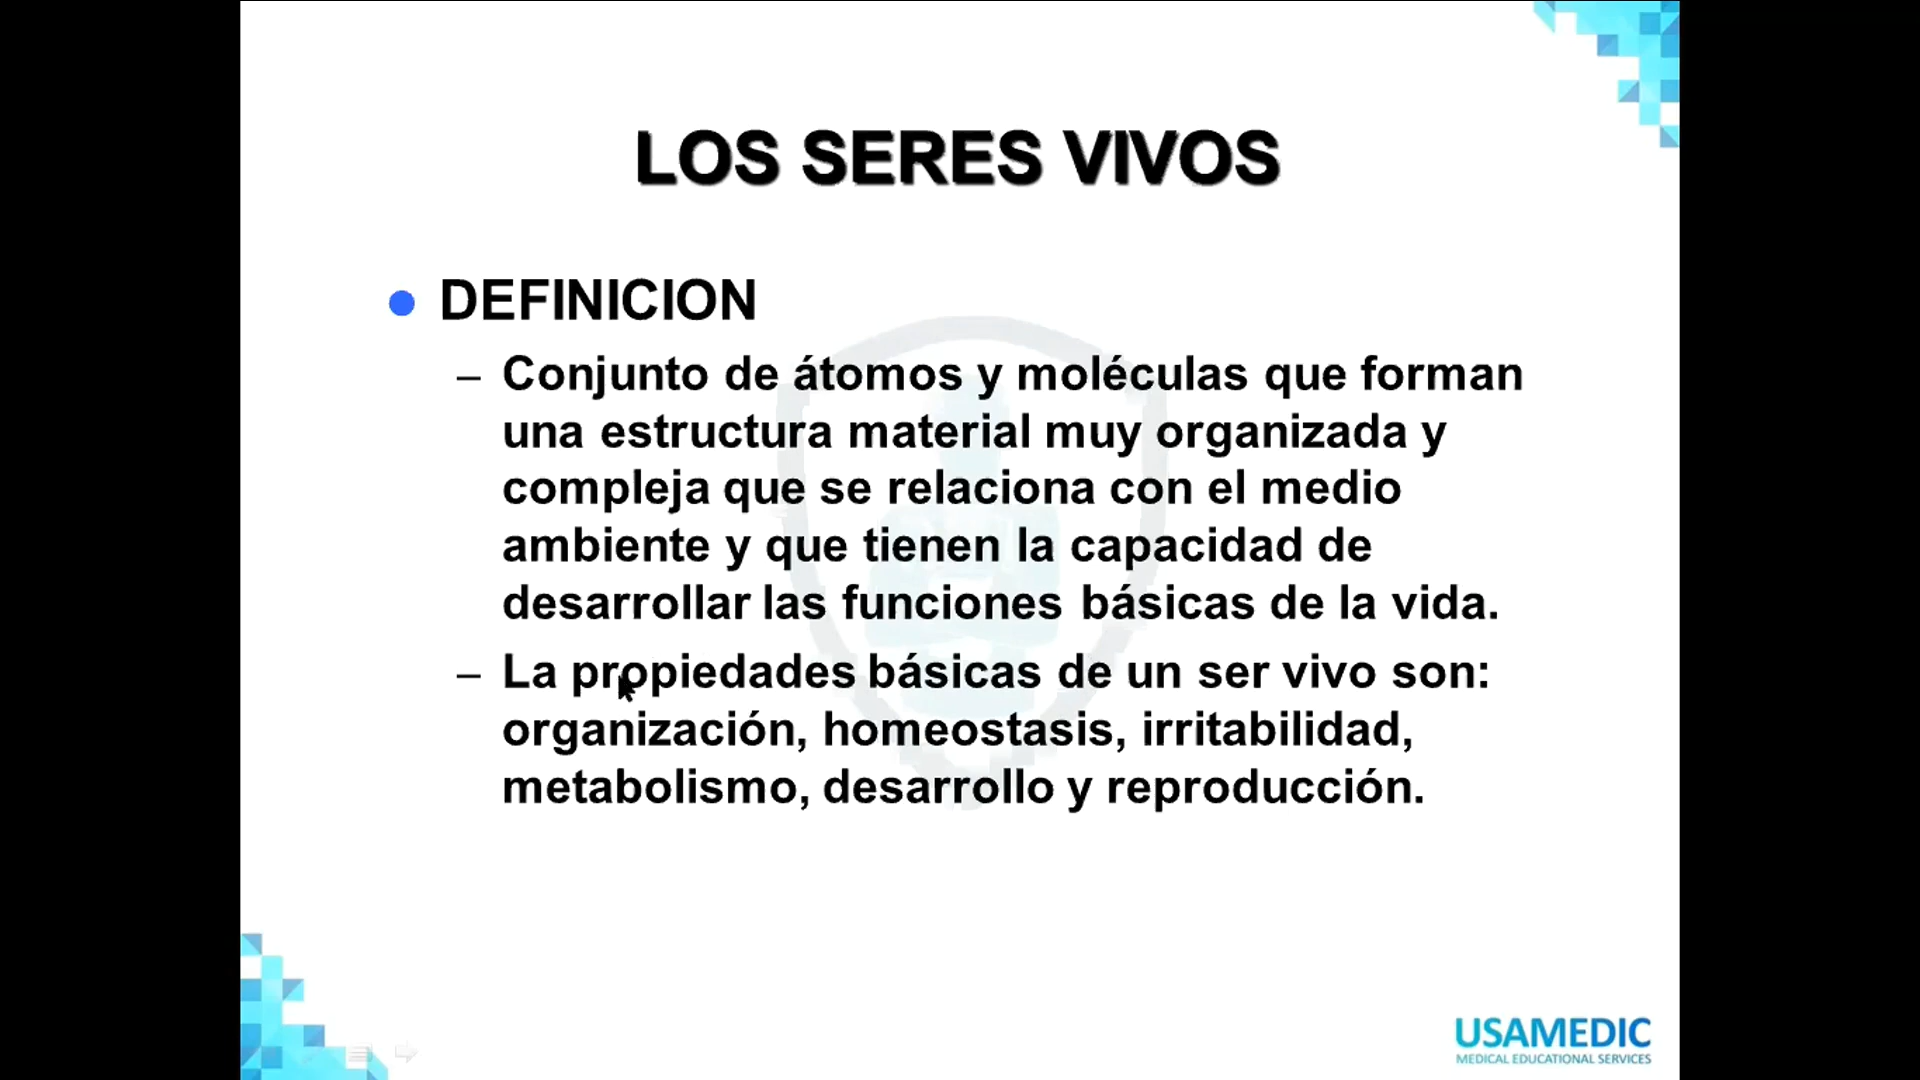 LOS SERES VIVOS
DEFINICION
– Conjunto de átomos y moléculas que forman
una estructura material muy organizada y
compleja que se relaciona con el medio
ambiente y que tienen la capacidad de
desarrollar las funciones básicas de la vida.
– La propiedades básicas de un ser vivo son:
organización, homeostasis, irritabilidad,
metabolismo, desarrollo y reproducción.
USAMEDIC
MEDICAL EDUCATIONAL SERVICES